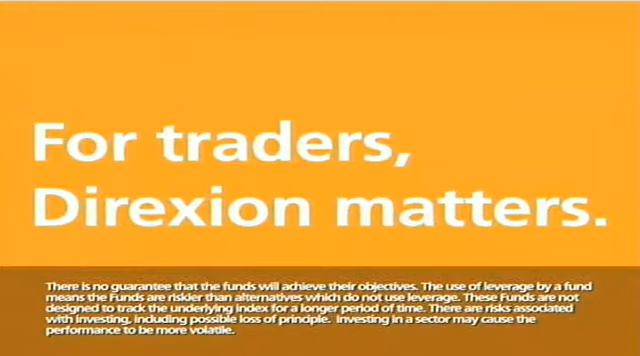 For traders,
Direxion matters.
There is no guarantee that the funds will achieve their objectives. The use of leverage by a fund
means the Funds are riskier than alternatives which do not use leverage. These Funds are not
designed to track the underlying index for a longer period of time. There are risks associated
with investing, including possible loss of principle. Investing in a sector may cause the
performance to be more volatile.